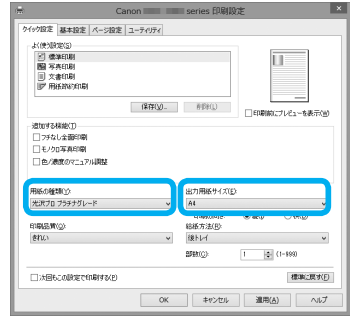 Canon series 印刷設定
クイック設定 基本設定 ページ設定 ユーティリティ
よく使う設定(S)
標準印刷
写真印刷
文書印刷
用紙節約印刷
保存(V)... 削除(L)
印刷前にプレビューを表示(W)
追加する機能(T)
フチなし全面印刷
モノクロ写真印刷
色/濃度のマニュアル調整
用紙の種類(Y): 出力用紙サイズ(Z):
光沢プロ プラチナグレード A4
印刷品質(Q): 給紙方法(R):
きれい 後トレイ
部数(C): 1 (1-999)
次回もこの設定で印刷する(P) 標準に戻す(F)
OK キャンセル 適用(A) ヘルプ